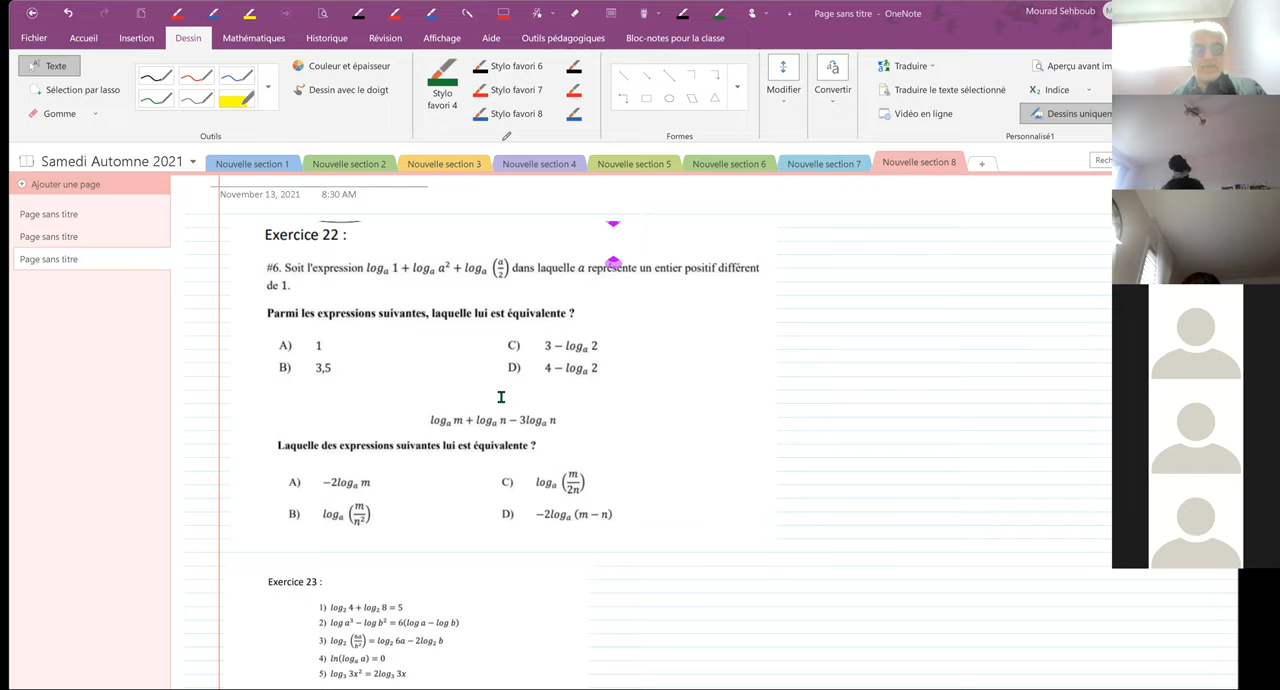 Page sans titre - OneNote
Mourad Sehboub
Fichier Accueil Insertion Dessin Mathématiques Historique Révision Affichage Aide Outils pédagogiques Bloc-notes pour la classe
Texte
Sélection par lasso
Gomme
Couleur et épaisseur
Dessin avec le doigt
Outils
Stylo favori 4
Stylo favori 6
Stylo favori 7
Stylo favori 8
Formes
Modifier
Convertir
Traduire
Traduire le texte sélectionné
Vidéo en ligne
Aperçu avant im
Indice
Dessins unique
Personnalisé1
Samedi Automne 2021
Nouvelle section 1 Nouvelle section 2 Nouvelle section 3 Nouvelle section 4 Nouvelle section 5 Nouvelle section 6 Nouvelle section 7 Nouvelle section 8 +
Rech
Ajouter une page
Page sans titre
Page sans titre
Page sans titre
November 13, 2021 8:30 AM
Exercice 22 :
#6. Soit l'expression logₐ 1 + logₐ a² + logₐ (a/2) dans laquelle a représente un entier positif différent
de 1.
Parmi les expressions suivantes, laquelle lui est équivalente ?
A) 1 C) 3 − logₐ 2
B) 3,5 D) 4 − logₐ 2
logₐ m + logₐ n − 3logₐ n
Laquelle des expressions suivantes lui est équivalente ?
A) −2logₐ m C) logₐ (m/2n)
B) logₐ (m/n²) D) −2logₐ (m − n)
Exercice 23 :
1) log₂ 4 + log₂ 8 = 5
2) log a³ − log b² = 6(log a − log b)
3) log₂ (6a/b²) = log₂ 6a − 2log₂ b
4) ln(logₐ a) = 0
5) log₃ 3x² = 2log₃ 3x